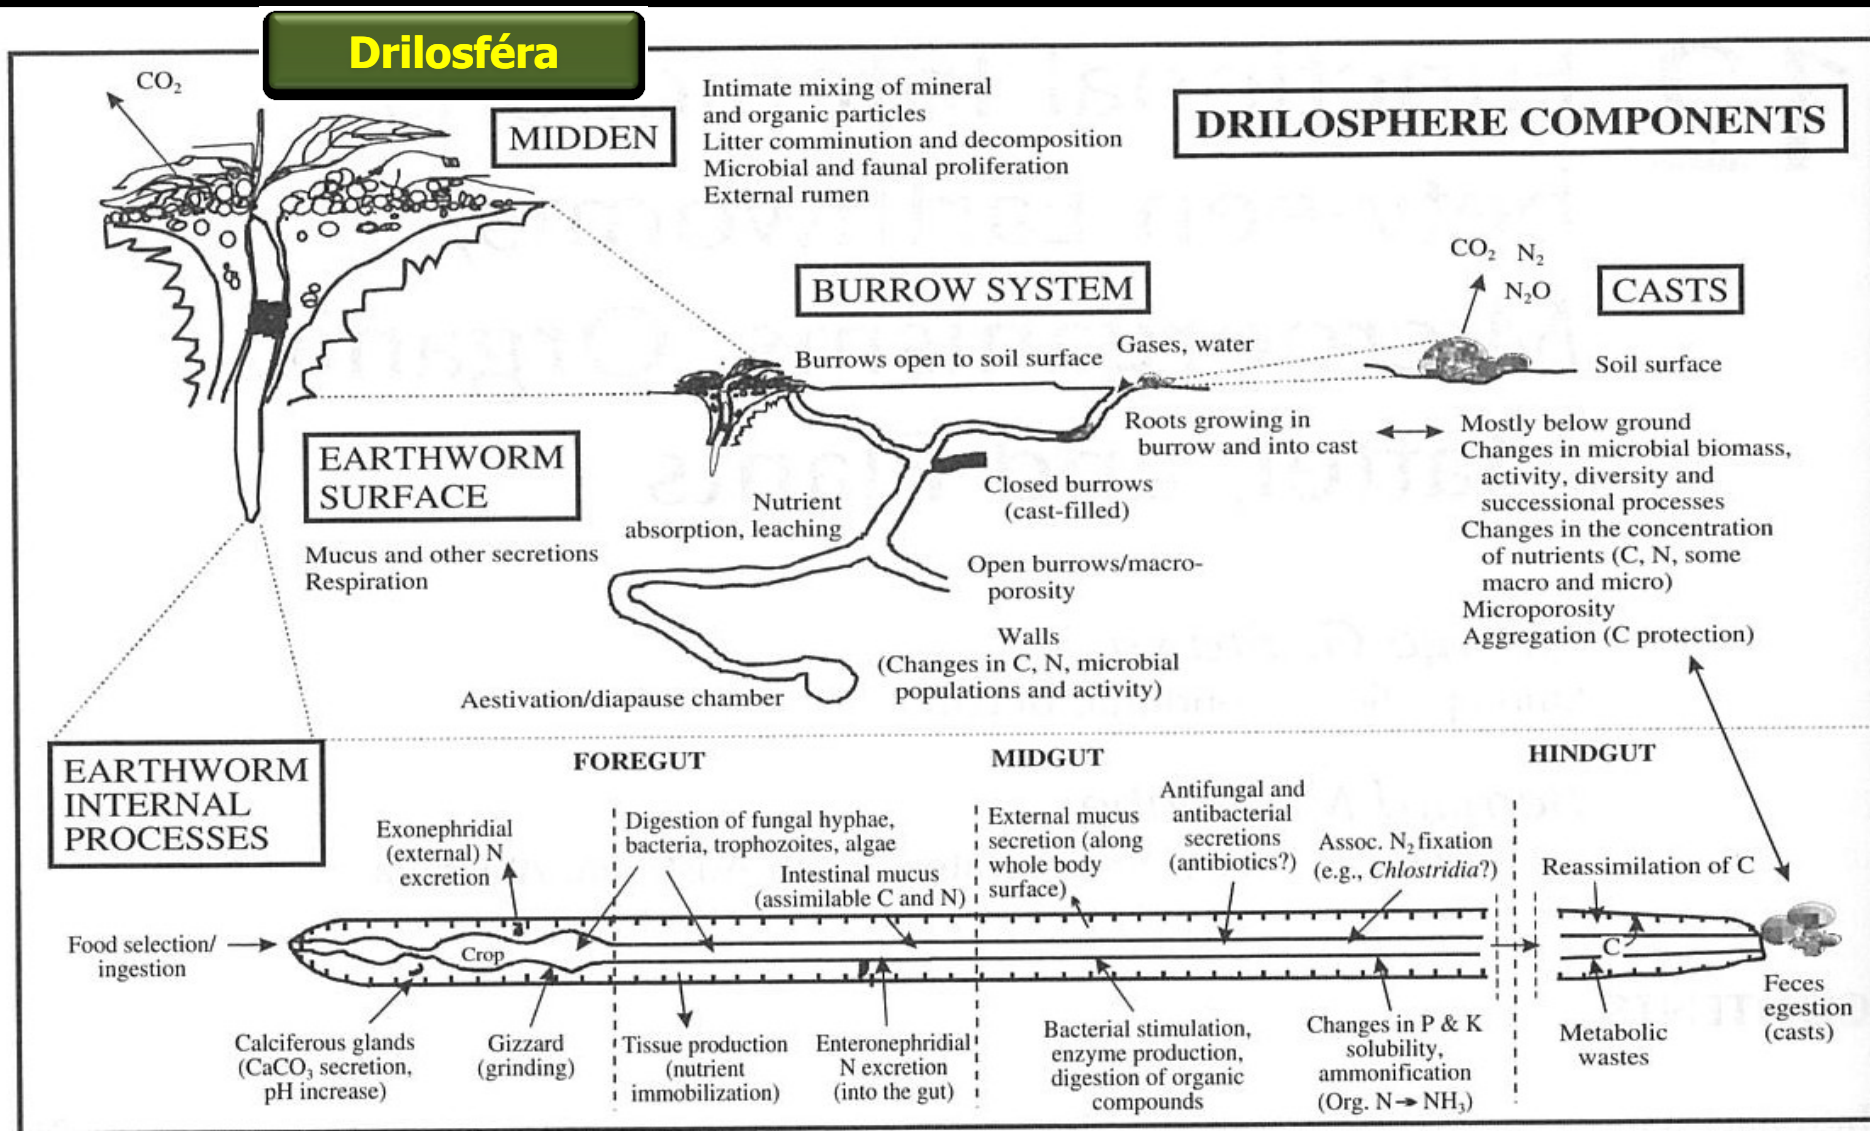 Drilosféra
CO₂
MIDDEN
Intimate mixing of mineral
and organic particles
Litter comminution and decomposition
Microbial and faunal proliferation
External rumen
DRILOSPHERE COMPONENTS
BURROW SYSTEM
CO₂ N₂
N₂O
CASTS
Burrows open to soil surface
Gases, water
Soil surface
EARTHWORM
SURFACE
Mucus and other secretions
Respiration
Nutrient
absorption, leaching
Roots growing in
burrow and into cast
Closed burrows
(cast-filled)
Open burrows/macro-
porosity
Walls
(Changes in C, N, microbial
populations and activity)
Aestivation/diapause chamber
Mostly below ground
Changes in microbial biomass,
activity, diversity and
successional processes
Changes in the concentration
of nutrients (C, N, some
macro and micro)
Microporosity
Aggregation (C protection)
EARTHWORM
INTERNAL
PROCESSES
FOREGUT
MIDGUT
HINDGUT
Exonephridial
(external) N
excretion
Digestion of fungal hyphae,
bacteria, trophozoites, algae
Intestinal mucus
(assimilable C and N)
External mucus
secretion (along
whole body
surface)
Antifungal and
antibacterial
secretions
(antibiotics?)
Assoc. N₂ fixation
(e.g., Chlostridia?)
Reassimilation of C
Food selection/
ingestion
Crop
C
Calciferous glands
(CaCO₃ secretion,
pH increase)
Gizzard
(grinding)
Tissue production
(nutrient
immobilization)
Enteronephridial
N excretion
(into the gut)
Bacterial stimulation,
enzyme production,
digestion of organic
compounds
Changes in P & K
solubility,
ammonification
(Org. N→ NH₃)
Metabolic
wastes
Feces
egestion
(casts)